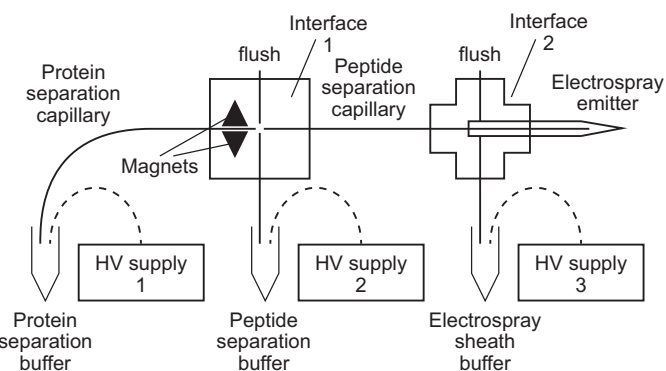 Interface
1
Interface
2
flush
flush
Protein
separation
capillary
Peptide
separation
capillary
Electrospray
emitter
Magnets
HV supply
1
HV supply
2
HV supply
3
Protein
separation
buffer
Peptide
separation
buffer
Electrospray
sheath
buffer